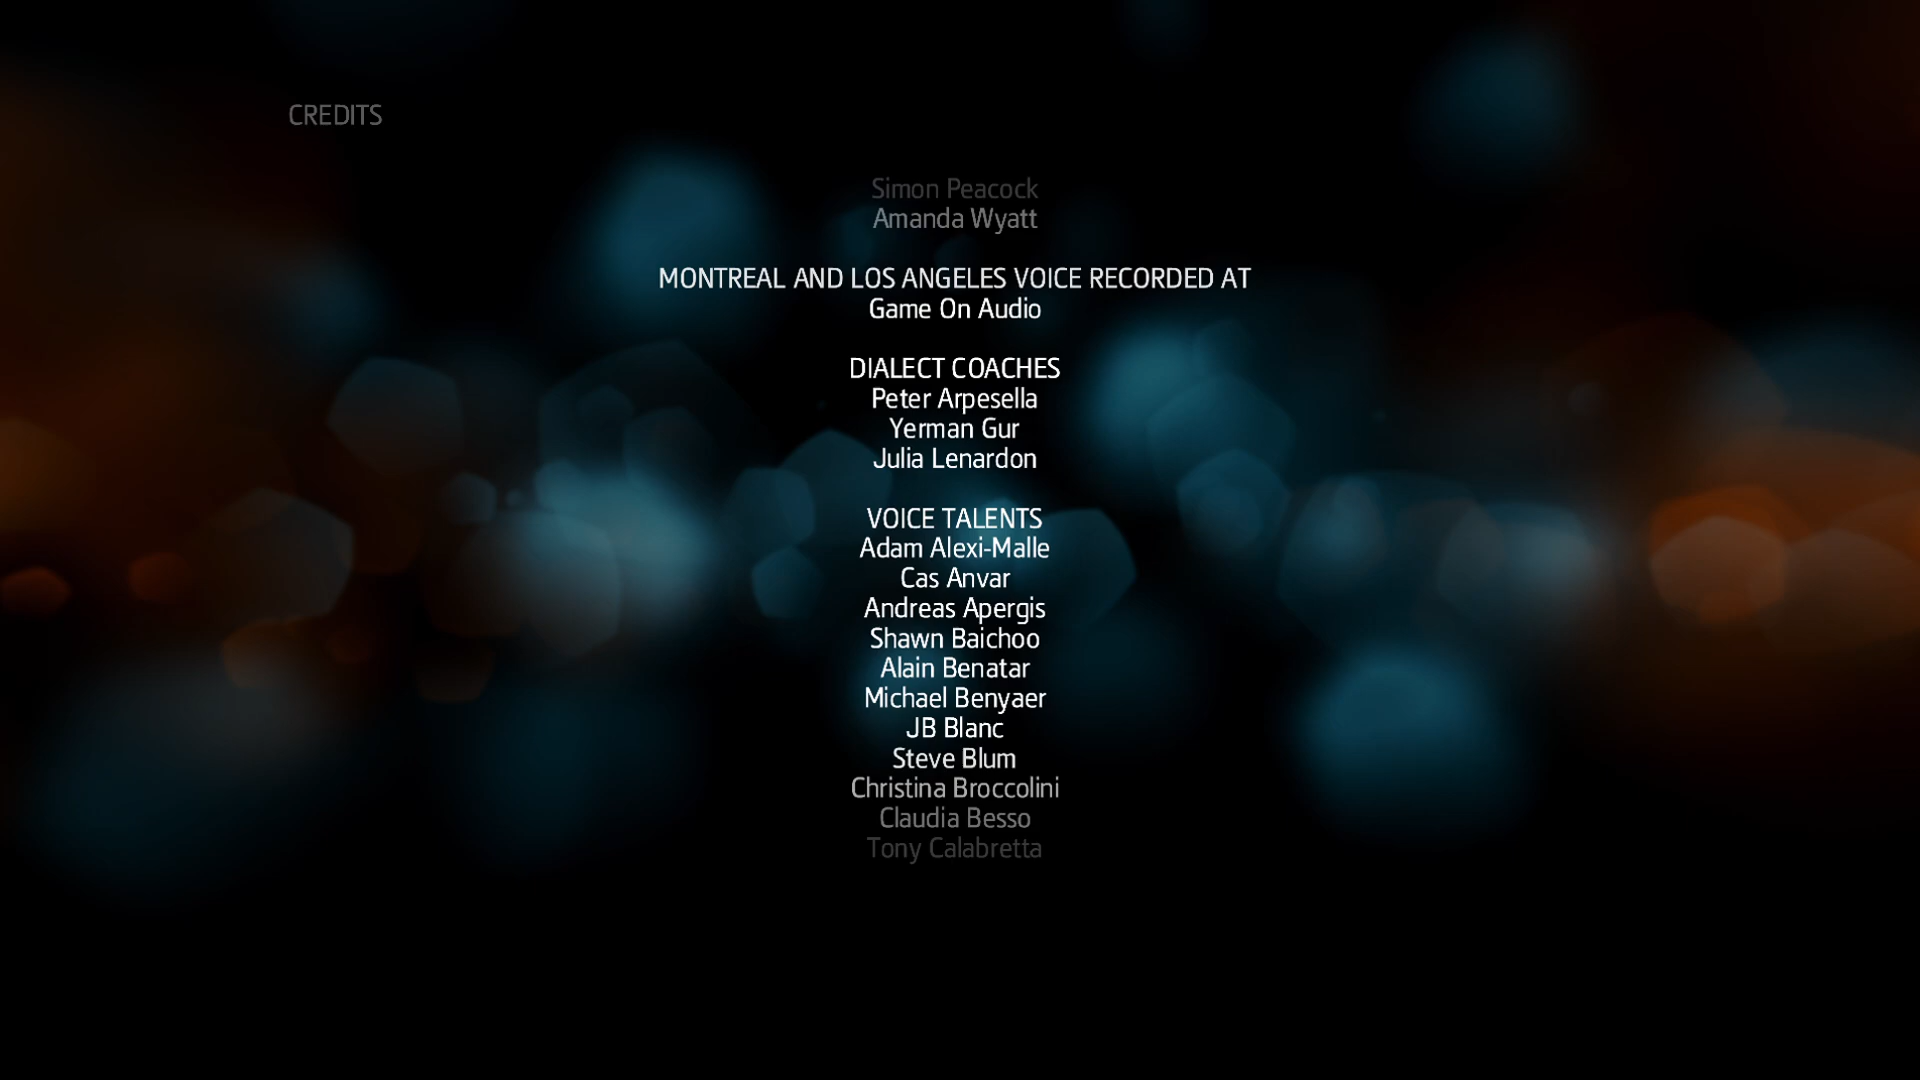 CREDITS
Simon Peacock
Amanda Wyatt
MONTREAL AND LOS ANGELES VOICE RECORDED AT
Game On Audio
DIALECT COACHES
Peter Arpesella
Yerman Gur
Julia Lenardon
VOICE TALENTS
Adam Alexi-Malle
Cas Anvar
Andreas Apergis
Shawn Baichoo
Alain Benatar
Michael Benyaer
JB Blanc
Steve Blum
Christina Broccolini
Claudia Besso
Tony Calabretta